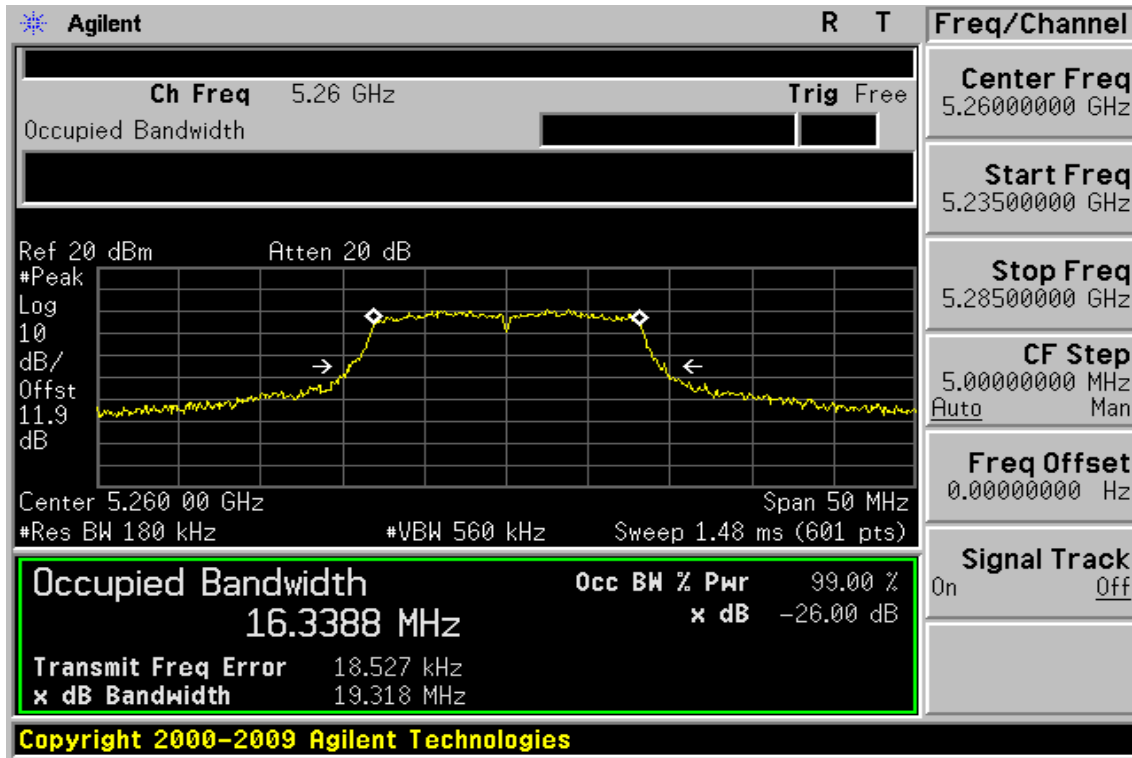 Agilent R T
Ch Freq 5.26 GHz Trig Free
Occupied Bandwidth
Ref 20 dBm Atten 20 dB
#Peak
Log
10
dB/
Offst
11.9
dB
Center 5.260 00 GHz Span 50 MHz
#Res BW 180 kHz #VBW 560 kHz Sweep 1.48 ms (601 pts)
Occupied Bandwidth
16.3388 MHz
Occ BW % Pwr 99.00 %
x dB -26.00 dB
Transmit Freq Error 18.527 kHz
x dB Bandwidth 19.318 MHz
Copyright 2000-2009 Agilent Technologies
Freq/Channel
Center Freq
5.26000000 GHz
Start Freq
5.23500000 GHz
Stop Freq
5.28500000 GHz
CF Step
5.00000000 MHz
Auto Man
Freq Offset
0.00000000 Hz
Signal Track
On Off